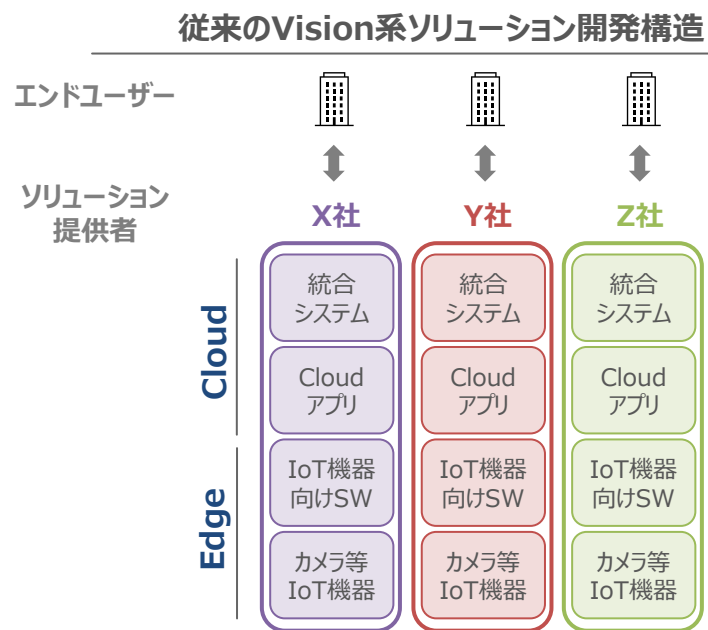 従来のVision系ソリューション開発構造
エンドユーザー
ソリューション
提供者
X社
Y社
Z社
Cloud
統合
システム
統合
システム
統合
システム
Cloud
アプリ
Cloud
アプリ
Cloud
アプリ
Edge
IoT機器
向けSW
IoT機器
向けSW
IoT機器
向けSW
カメラ等
IoT機器
カメラ等
IoT機器
カメラ等
IoT機器